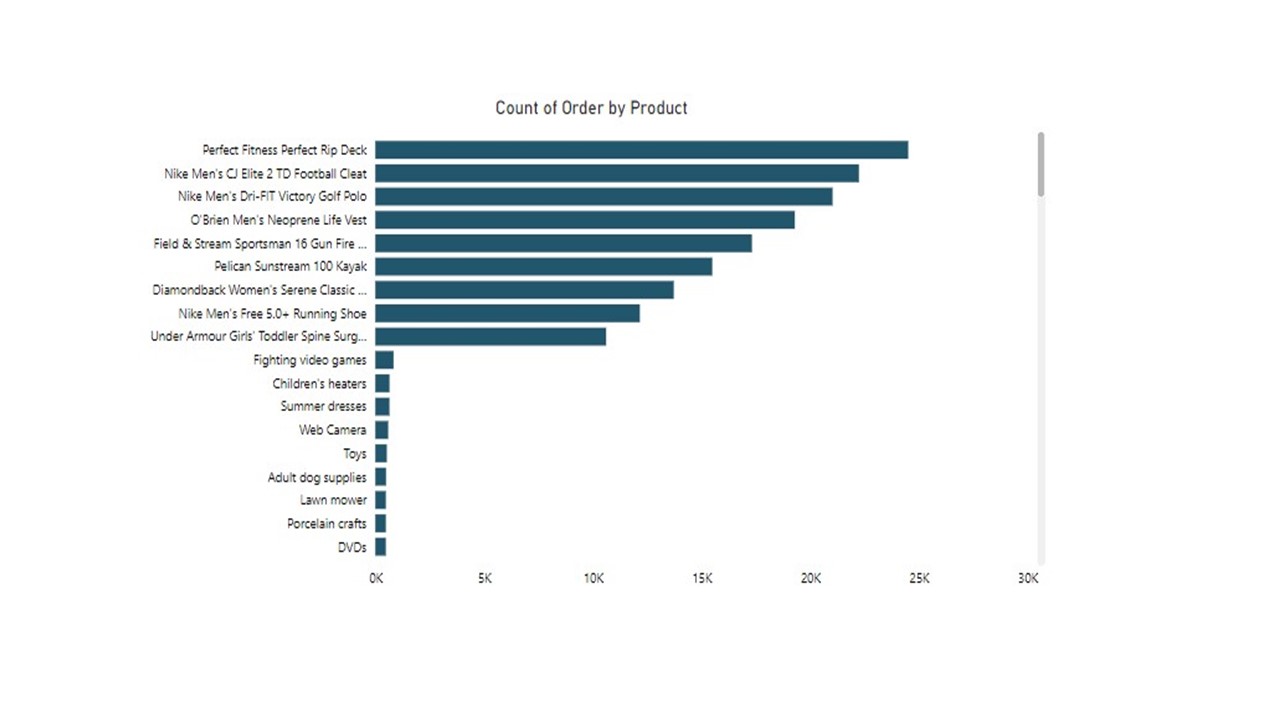 Count of Order by Product
Perfect Fitness Perfect Rip Deck
Nike Men's CJ Elite 2 TD Football Cleat
Nike Men's Dri-FIT Victory Golf Polo
O'Brien Men's Neoprene Life Vest
Field & Stream Sportsman 16 Gun Fire ...
Pelican Sunstream 100 Kayak
Diamondback Women's Serene Classic ...
Nike Men's Free 5.0+ Running Shoe
Under Armour Girls' Toddler Spine Surg...
Fighting video games
Children's heaters
Summer dresses
Web Camera
Toys
Adult dog supplies
Lawn mower
Porcelain crafts
DVDs
0K 5K 10K 15K 20K 25K 30K